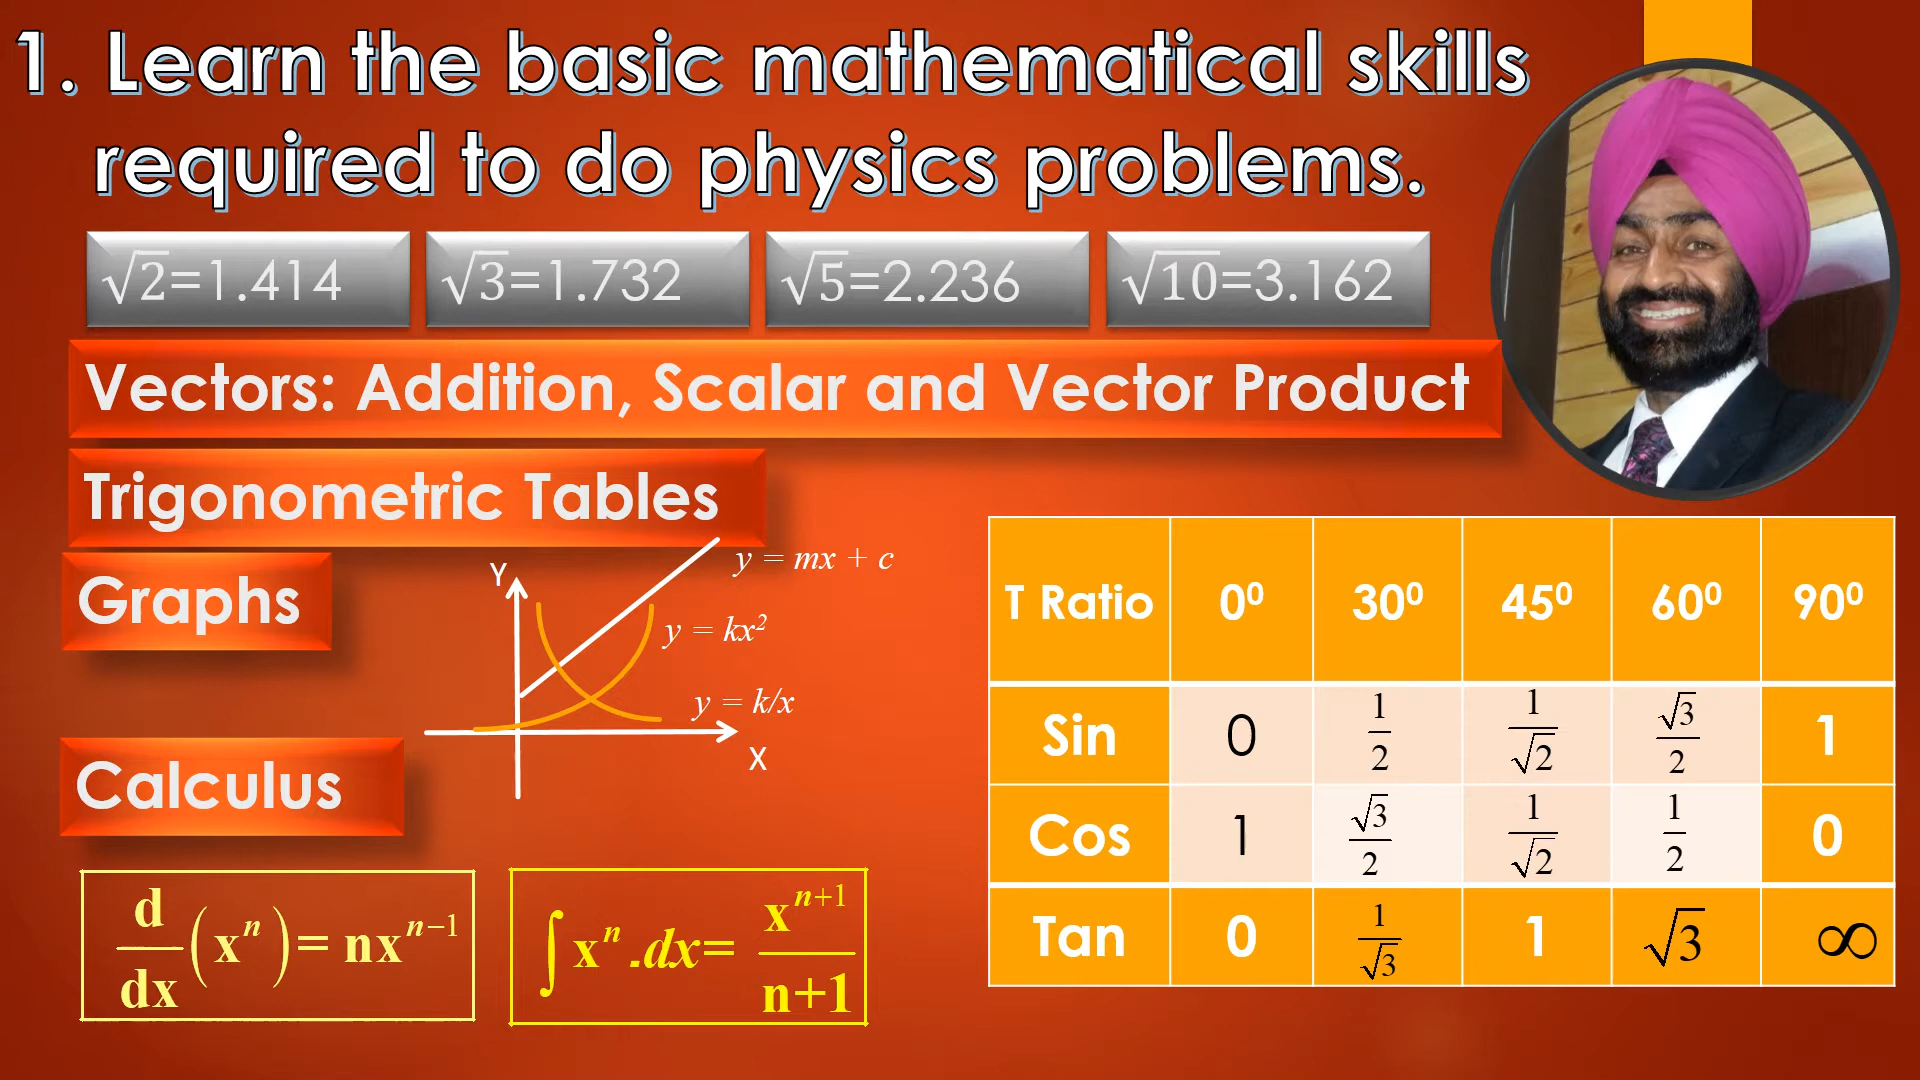 1. Learn the basic mathematical skills
required to do physics problems.
√2=1.414 √3=1.732 √5=2.236 √10=3.162
Vectors: Addition, Scalar and Vector Product
Trigonometric Tables
Graphs
Y
y = mx + c
y = kx²
y = k/x
X
Calculus
d/dx (xⁿ) = nxⁿ⁻¹
∫ xⁿ.dx= xⁿ⁺¹/n+1
T Ratio 0⁰ 30⁰ 45⁰ 60⁰ 90⁰
Sin 0 1/2 1/√2 √3/2 1
Cos 1 √3/2 1/√2 1/2 0
Tan 0 1/√3 1 √3 ∞